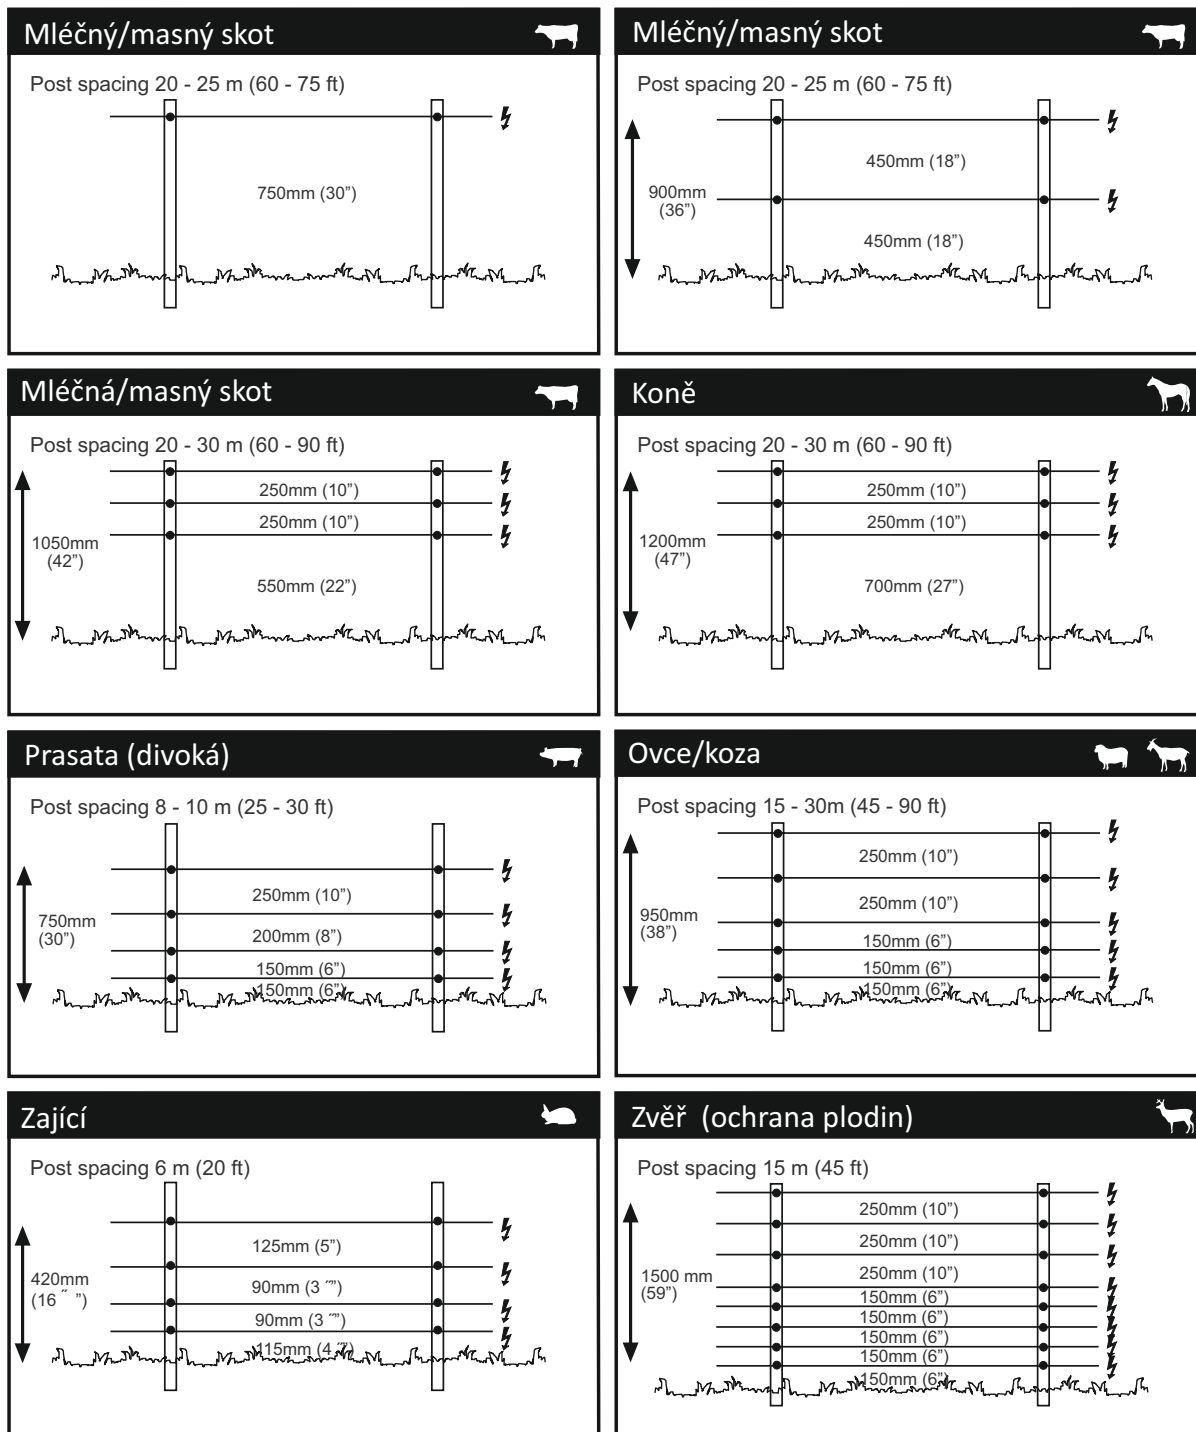 Mléčný/masný skot
Post spacing 20 - 25 m (60 - 75 ft)
750mm (30”)
Mléčný/masný skot
Post spacing 20 - 25 m (60 - 75 ft)
450mm (18”)
900mm
(36”)
450mm (18”)
Mléčná/masný skot
Post spacing 20 - 30 m (60 - 90 ft)
250mm (10”)
250mm (10”)
1050mm
(42”)
550mm (22”)
Koně
Post spacing 20 - 30 m (60 - 90 ft)
250mm (10”)
250mm (10”)
1200mm
(47”)
700mm (27”)
Prasata (divoká)
Post spacing 8 - 10 m (25 - 30 ft)
250mm (10”)
750mm
(30”)
200mm (8”)
150mm (6”)
150mm (6”)
Ovce/koza
Post spacing 15 - 30m (45 - 90 ft)
250mm (10”)
250mm (10”)
950mm
(38”)
150mm (6”)
150mm (6”)
150mm (6”)
Zající
Post spacing 6 m (20 ft)
125mm (5”)
420mm
(16 ˝ ”)
90mm (3 ˝”)
90mm (3 ˝”)
115mm (4 ˝”)
Zvěř (ochrana plodin)
Post spacing 15 m (45 ft)
250mm (10”)
250mm (10”)
250mm (10”)
1500 mm
(59”)
150mm (6”)
150mm (6”)
150mm (6”)
150mm (6”)
150mm (6”)